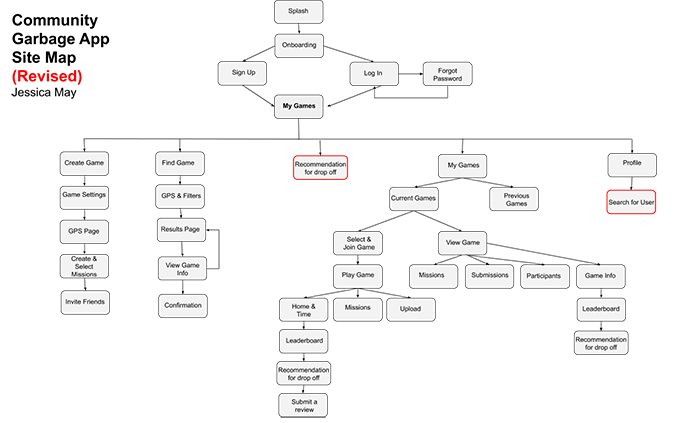 Community
Garbage App
Site Map
(Revised)
Jessica May
Splash
Onboarding
Sign Up
Log In
Forgot
Password
My Games
Create Game
Find Game
Recommendation
for drop off
My Games
Profile
Game Settings
GPS & Filters
Current Games
Previous
Games
Search for User
GPS Page
Results Page
Select &
Join Game
View Game
Create &
Select
Missions
View Game
Info
Play Game
Missions
Submissions
Participants
Game Info
Invite Friends
Confirmation
Home &
Time
Missions
Upload
Leaderboard
Leaderboard
Recommendation
for drop off
Recommendation
for drop off
Submit a
review